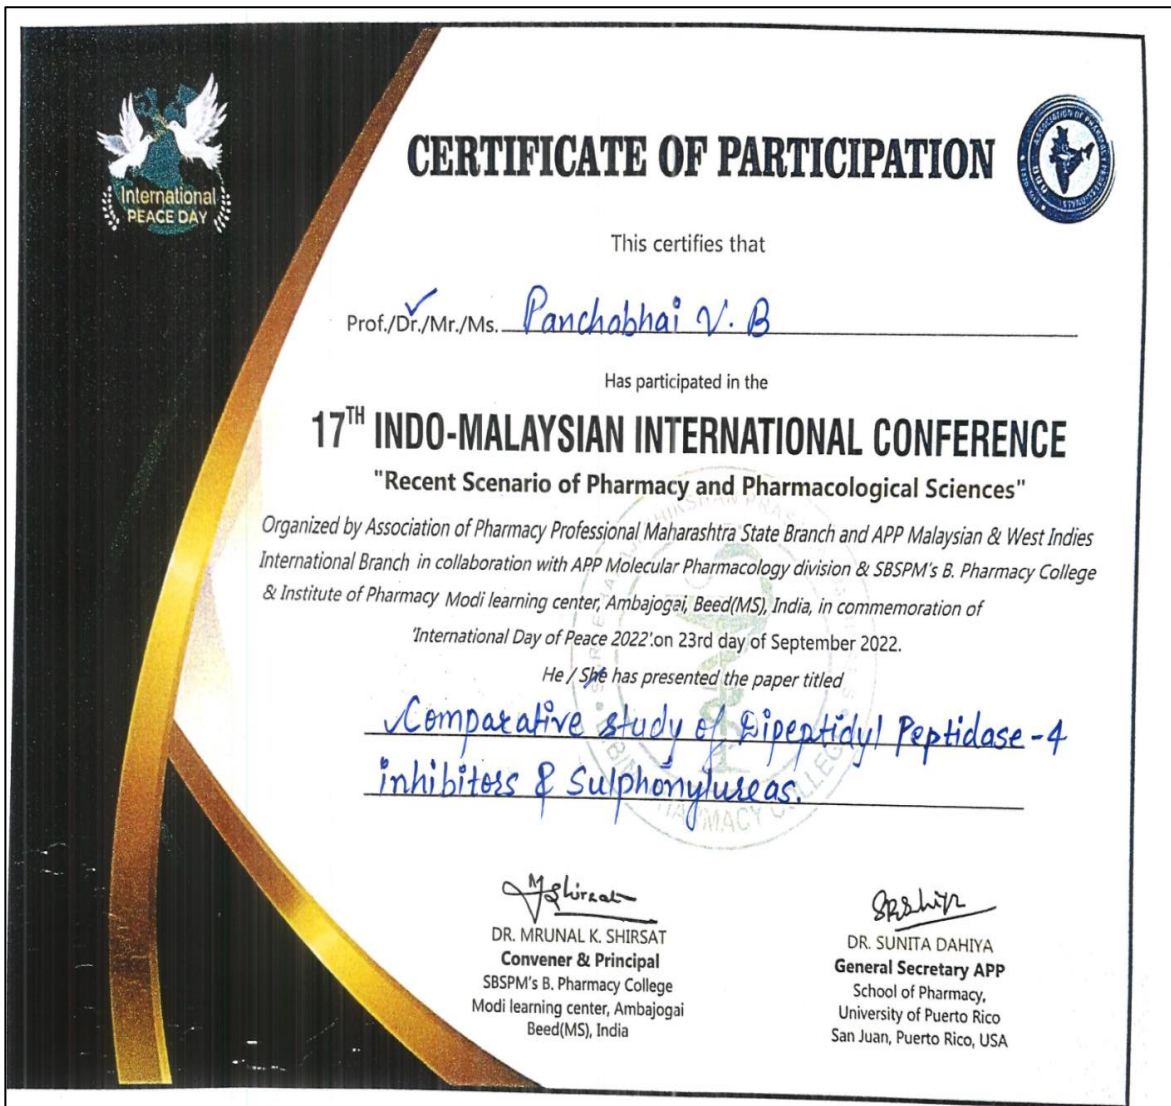 International
PEACE DAY
CERTIFICATE OF PARTICIPATION
This certifies that
Prof./Dr./Mr./Ms. Panchabhai V. B
Has participated in the
17TH INDO-MALAYSIAN INTERNATIONAL CONFERENCE
"Recent Scenario of Pharmacy and Pharmacological Sciences"
Organized by Association of Pharmacy Professional Maharashtra State Branch and APP Malaysian & West Indies
International Branch in collaboration with APP Molecular Pharmacology division & SBSPM's B. Pharmacy College
& Institute of Pharmacy Modi learning center, Ambajogai, Beed(MS), India, in commemoration of
'International Day of Peace 2022'.on 23rd day of September 2022.
He / She has presented the paper titled
Comparative study of Dipeptidyl Peptidase-4
inhibitors & Sulphonylureas.
DR. MRUNAL K. SHIRSAT
Convener & Principal
SBSPM's B. Pharmacy College
Modi learning center, Ambajogai
Beed(MS), India
DR. SUNITA DAHIYA
General Secretary APP
School of Pharmacy,
University of Puerto Rico
San Juan, Puerto Rico, USA